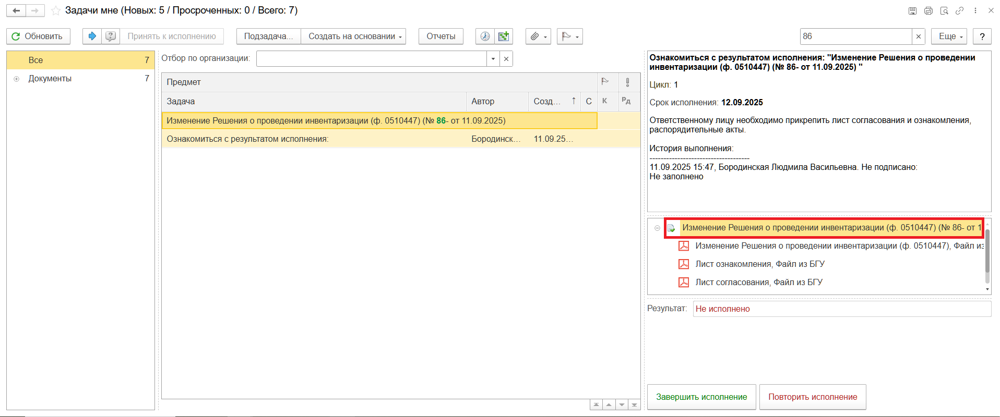 Задачи мне (Новых: 5 / Просроченных: 0 / Всего: 7)
Обновить
Принять к исполнению
Подзадача...
Создать на основании
Отчеты
86
Еще
?
Все 7
Документы 7
Отбор по организации:
Предмет
Задача Автор Созд... ↑ С К Рд
Изменение Решения о проведении инвентаризации (ф. 0510447) (№ 86- от 11.09.2025)
Ознакомиться с результатом исполнения: Бородинск... 11.09.25...
Ознакомиться с результатом исполнения: "Изменение Решения о проведении
инвентаризации (ф. 0510447) (№ 86- от 11.09.2025) "
Цикл: 1
Срок исполнения: 12.09.2025
Ответственному лицу необходимо прикрепить лист согласования и ознакомления,
распорядительные акты.
История выполнения:
------------------------------------
11.09.2025 15:47, Бородинская Людмила Васильевна. Не подписано:
Не заполнено
Изменение Решения о проведении инвентаризации (ф. 0510447) (№ 86- от 1
Изменение Решения о проведении инвентаризации (ф. 0510447), Файл из
Лист ознакомления, Файл из БГУ
Лист согласования, Файл из БГУ
Результат: Не исполнено
Завершить исполнение
Повторить исполнение